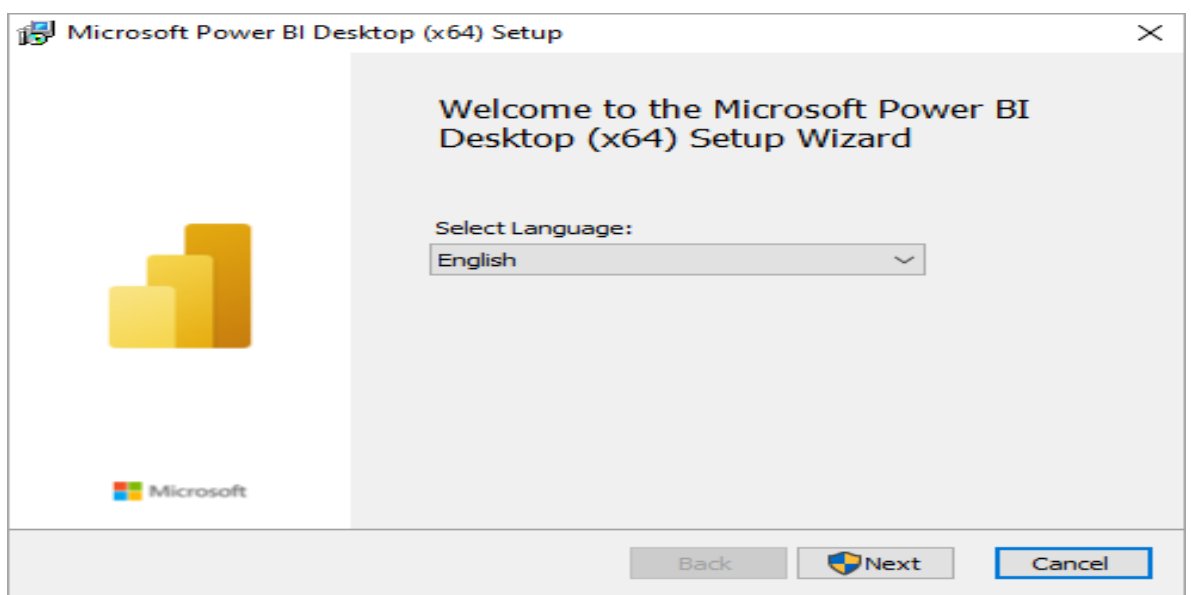 Microsoft Power BI Desktop (x64) Setup
Welcome to the Microsoft Power BI
Desktop (x64) Setup Wizard
Select Language:
English
Microsoft
Back
Next
Cancel